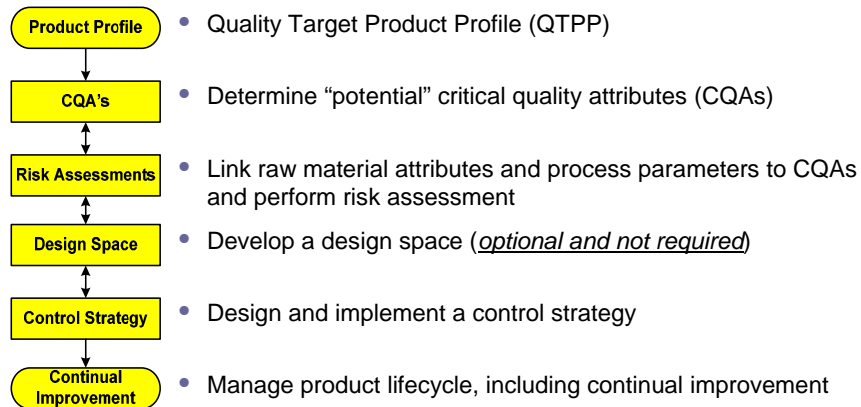 Product Profile
• Quality Target Product Profile (QTPP)
CQA's
• Determine “potential” critical quality attributes (CQAs)
Risk Assessments
• Link raw material attributes and process parameters to CQAs
and perform risk assessment
Design Space
• Develop a design space (optional and not required)
Control Strategy
• Design and implement a control strategy
Continual
Improvement
• Manage product lifecycle, including continual improvement